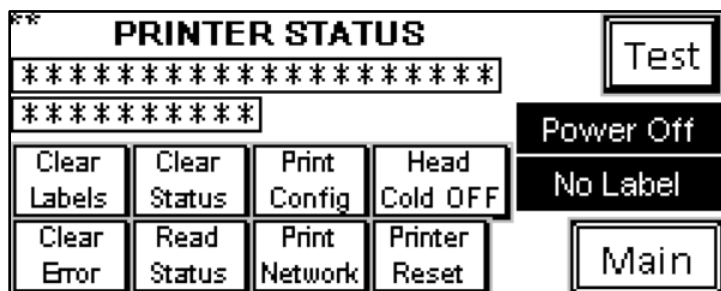 **
PRINTER STATUS
Test
********************
**********
Power Off
No Label
Clear Labels
Clear Status
Print Config
Head Cold OFF
Clear Error
Read Status
Print Network
Printer Reset
Main